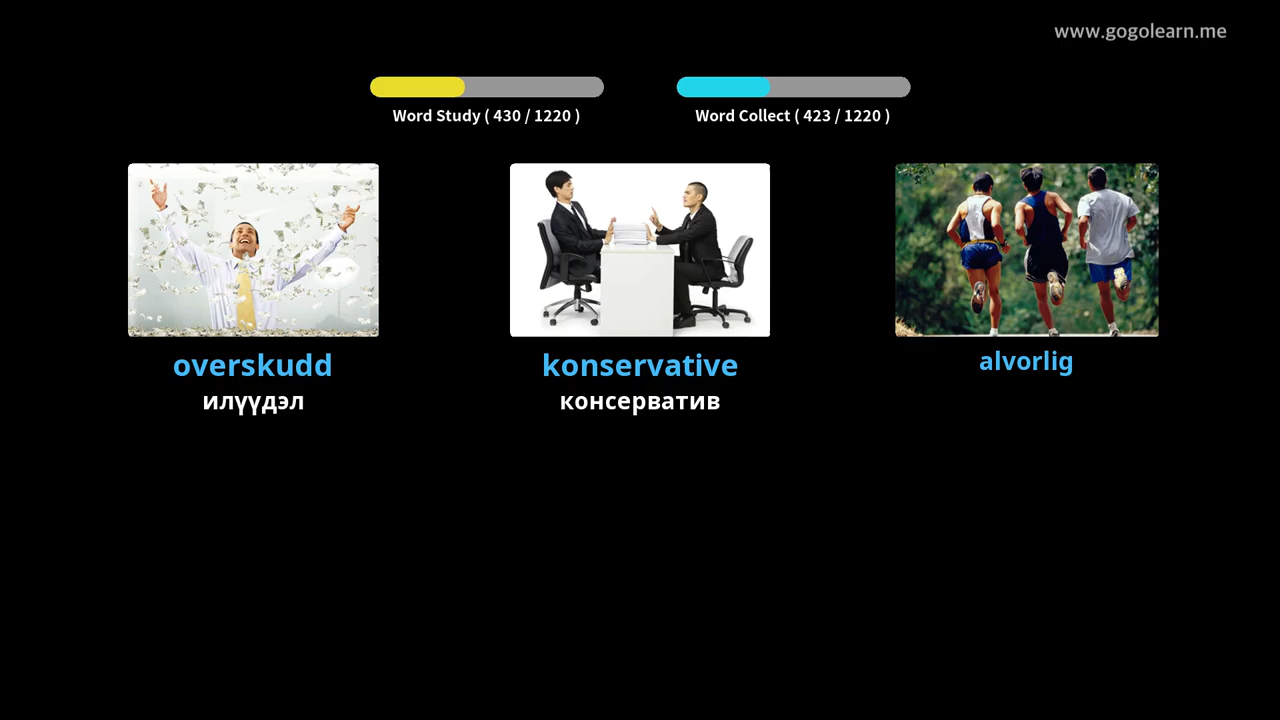 www.gogolearn.me
Word Study ( 430 / 1220 )
Word Collect ( 423 / 1220 )
overskudd
илүүдэл
konservative
консерватив
alvorlig